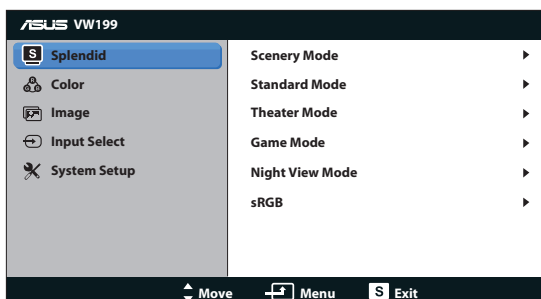 ASUS VW199
S Splendid
Color
Image
Input Select
System Setup
Scenery Mode
Standard Mode
Theater Mode
Game Mode
Night View Mode
sRGB
Move Menu S Exit